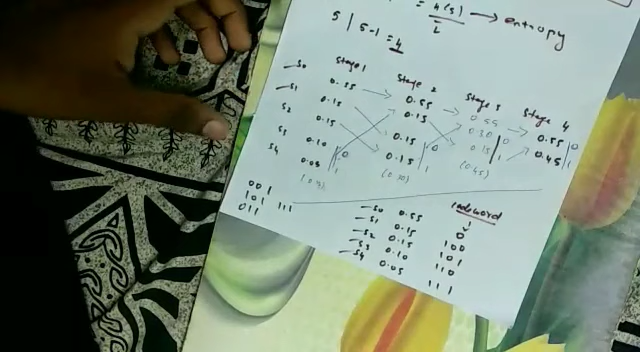 = H(s) → entropy
L
5 | 5-1 = 4
Stage 1 Stage 2 Stage 3 Stage 4
S0 0.55 0.55 0.55 0.55 0
S1 0.15 0.15 0.30 0 0.45 1
S2 0.15 0.15 0 0.15 1
S3 0.10 0 0.15 1 (0.45)
S4 0.05 1 (0.30)
codeword
S0 0.55 0
S1 0.15 100
S2 0.15 101
S3 0.10 110
S4 0.05 111
001
101 111
011